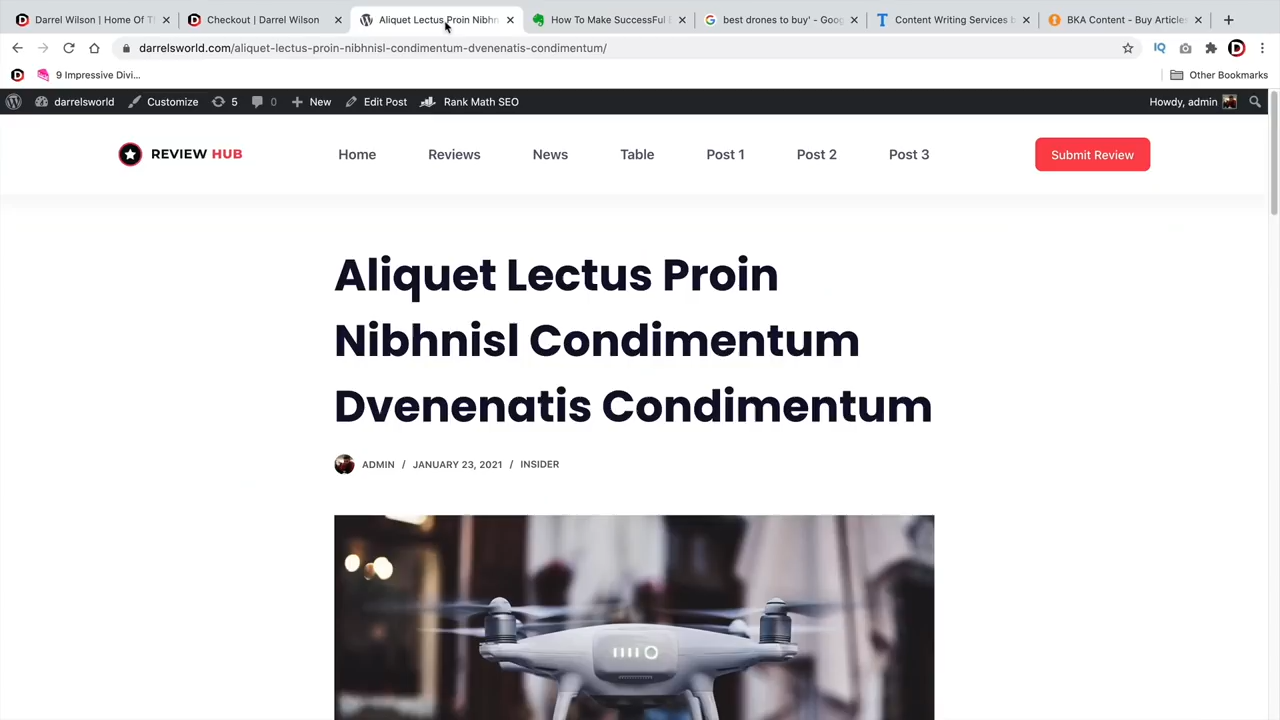 Darrel Wilson | Home Of T
Checkout | Darrel Wilson
Aliquet Lectus Proin Nibhn
How To Make SuccessFul
best drones to buy' - Goog
Content Writing Services b
BKA Content - Buy Articles
darrelsworld.com/aliquet-lectus-proin-nibhnisl-condimentum-dvenenatis-condimentum/
IQ
9 Impressive Divi...
Other Bookmarks
darrelsworld
Customize
5
0
New
Edit Post
Rank Math SEO
Howdy, admin
REVIEW HUB
Home
Reviews
News
Table
Post 1
Post 2
Post 3
Submit Review
Aliquet Lectus Proin
Nibhnisl Condimentum
Dvenenatis Condimentum
ADMIN / JANUARY 23, 2021 / INSIDER